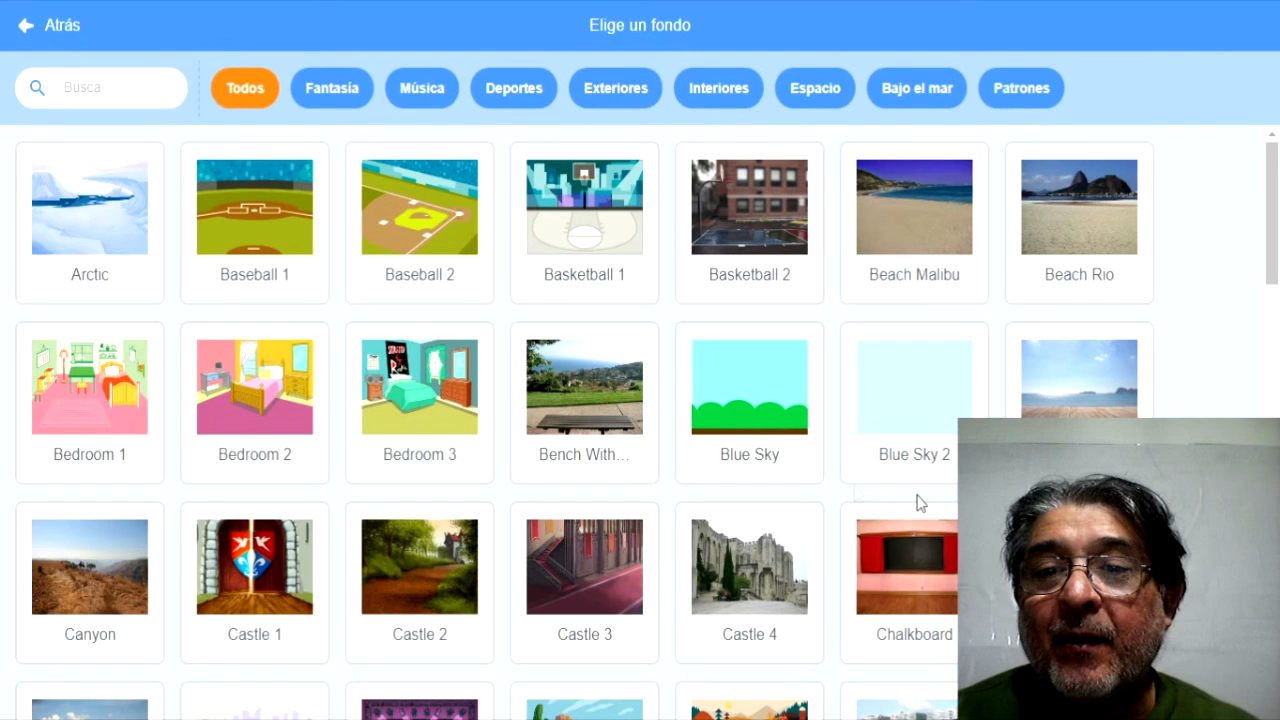 Atrás
Elige un fondo
Busca
Todos
Fantasía
Música
Deportes
Exteriores
Interiores
Espacio
Bajo el mar
Patrones
Arctic
Baseball 1
Baseball 2
Basketball 1
Basketball 2
Beach Malibu
Beach Rio
Bedroom 1
Bedroom 2
Bedroom 3
Bench With...
Blue Sky
Blue Sky 2
Canyon
Castle 1
Castle 2
Castle 3
Castle 4
Chalkboard